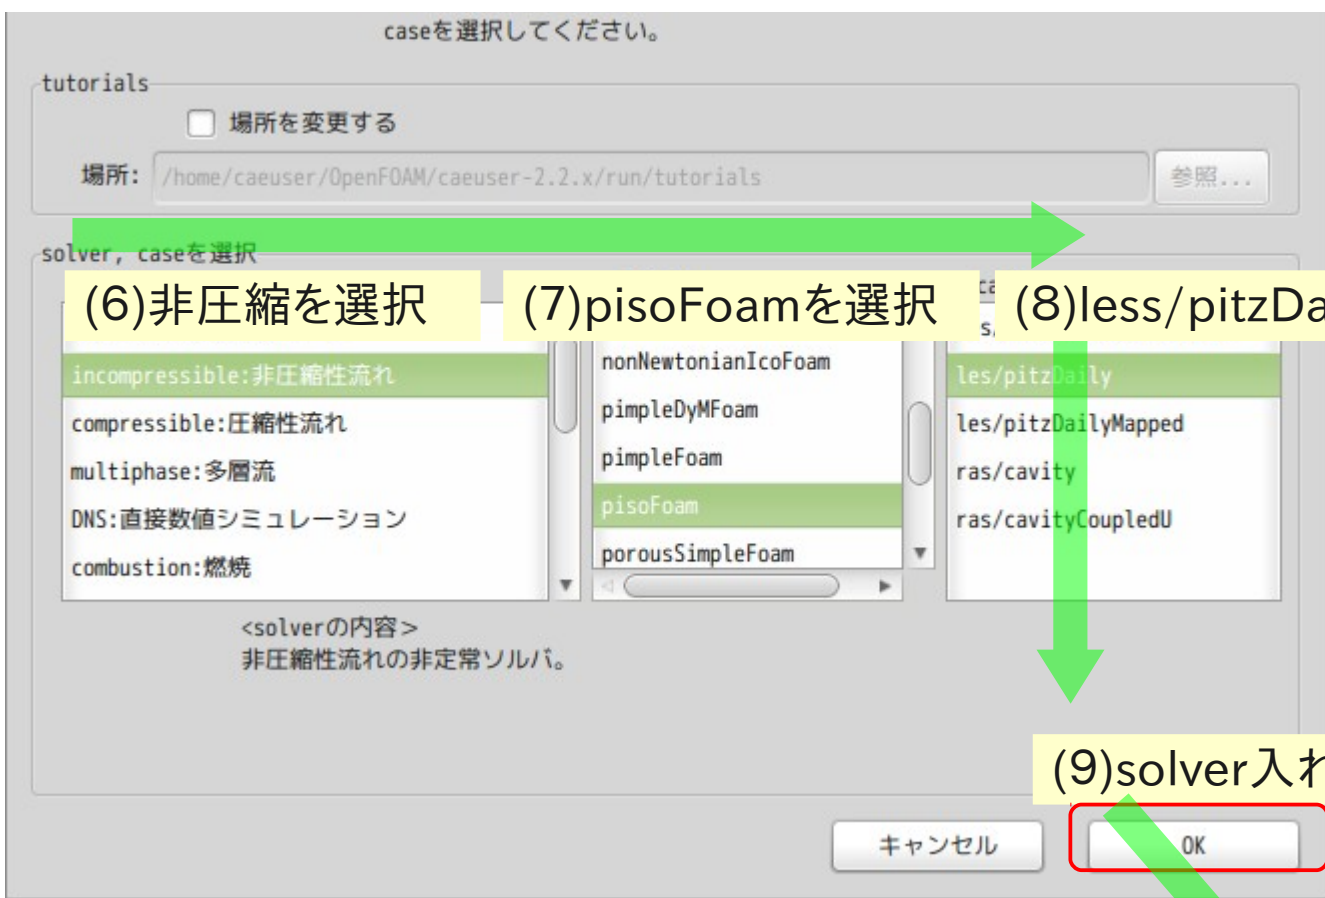 caseを選択してください。
tutorials
場所を変更する
場所: /home/caeuser/OpenFOAM/caeuser-2.2.x/run/tutorials 参照...
solver, caseを選択
(6)非圧縮を選択 (7)pisoFoamを選択 (8)less/pitzDa
incompressible:非圧縮性流れ
compressible:圧縮性流れ
multiphase:多層流
DNS:直接数値シミュレーション
combustion:燃焼
nonNewtonianIcoFoam
pimpleDyMFoam
pimpleFoam
pisoFoam
porousSimpleFoam
les/pitzDaily
les/pitzDailyMapped
ras/cavity
ras/cavityCoupledU
<solverの内容>
非圧縮性流れの非定常ソルバ。
(9)solver入れ
キャンセル OK